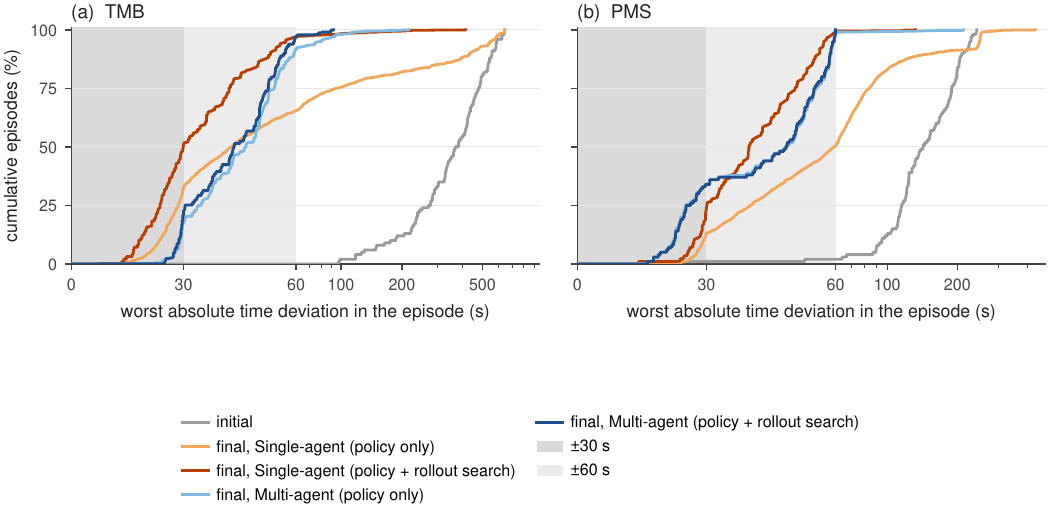 (a) TMB
(b) PMS
cumulative episodes (%)
100
75
50
25
0
0 30 60 100 200 500
0 30 60 100 200
worst absolute time deviation in the episode (s)
worst absolute time deviation in the episode (s)
initial
final, Single-agent (policy only)
final, Single-agent (policy + rollout search)
final, Multi-agent (policy only)
final, Multi-agent (policy + rollout search)
±30 s
±60 s